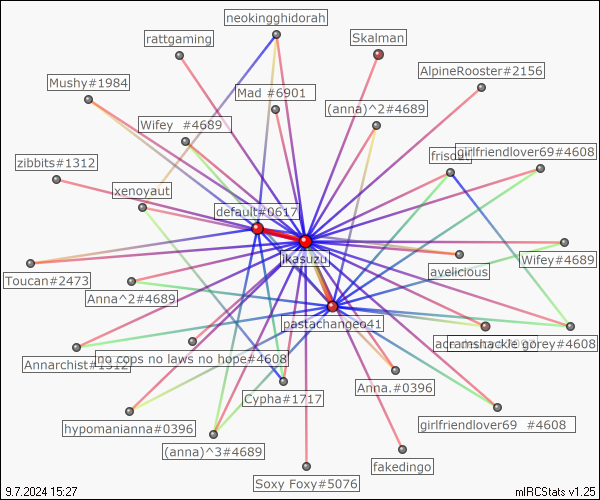 neokingghidorah
rattgaming
Skalman
AlpineRooster#2156
Mushy#1984
Mad #6901
(anna)^2#4689
Wifey #4689
girlfriendlover69#4608
zibbits#1312
xenoyaut
default#0617
ikasuzu
avelicious
Wifey#4689
Toucan#2473
Anna^2#4689
pastachangeo41
gorey#4608
no cops no laws no hope#4608
Annarchist#1312
Anna.#0396
Cypha#1717
hypomanianna#0396
girlfriendlover69 #4608
(anna)^3#4689
fakedingo
Soxy Foxy#5076
9.7.2024 15:27
mIRCStats v1.25